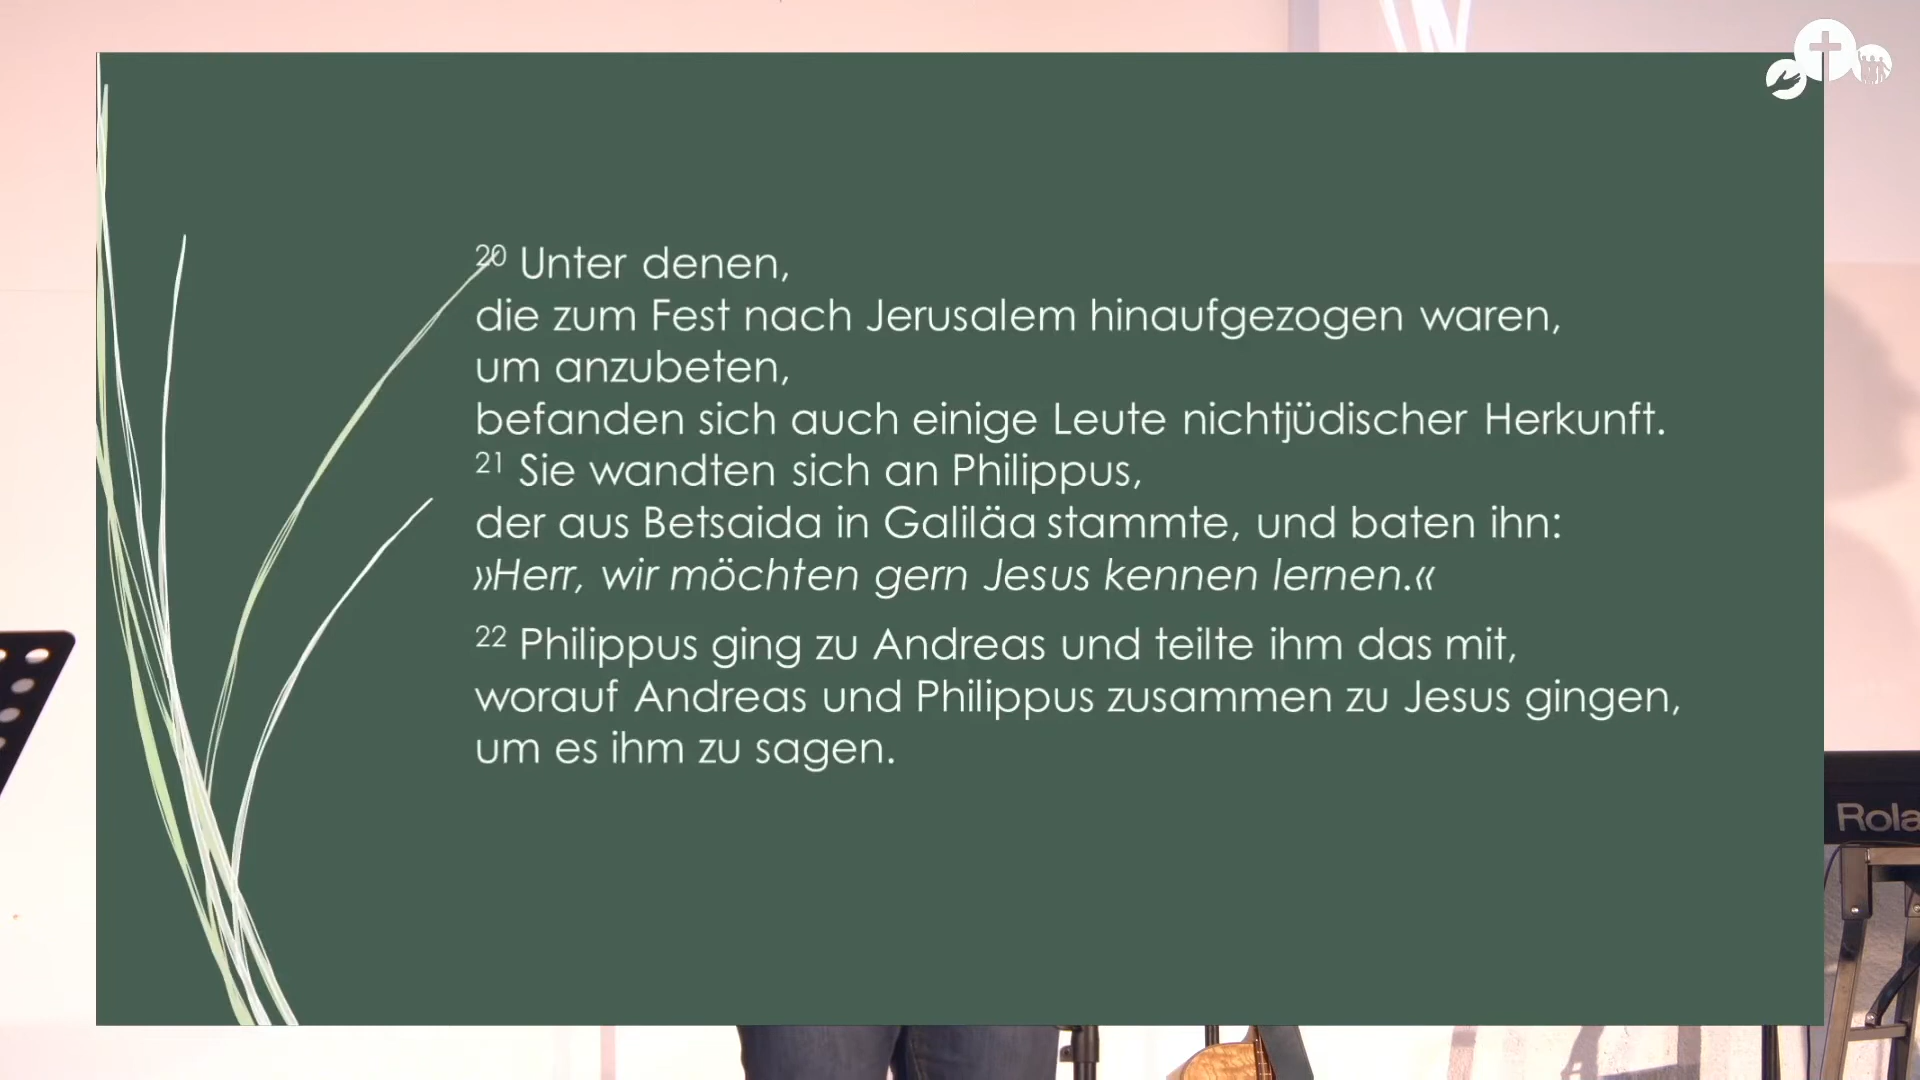 20 Unter denen,
die zum Fest nach Jerusalem hinaufgezogen waren,
um anzubeten,
befanden sich auch einige Leute nichtjüdischer Herkunft.
21 Sie wandten sich an Philippus,
der aus Betsaida in Galiläa stammte, und baten ihn:
»Herr, wir möchten gern Jesus kennen lernen.«
22 Philippus ging zu Andreas und teilte ihm das mit,
worauf Andreas und Philippus zusammen zu Jesus gingen,
um es ihm zu sagen.
Rola